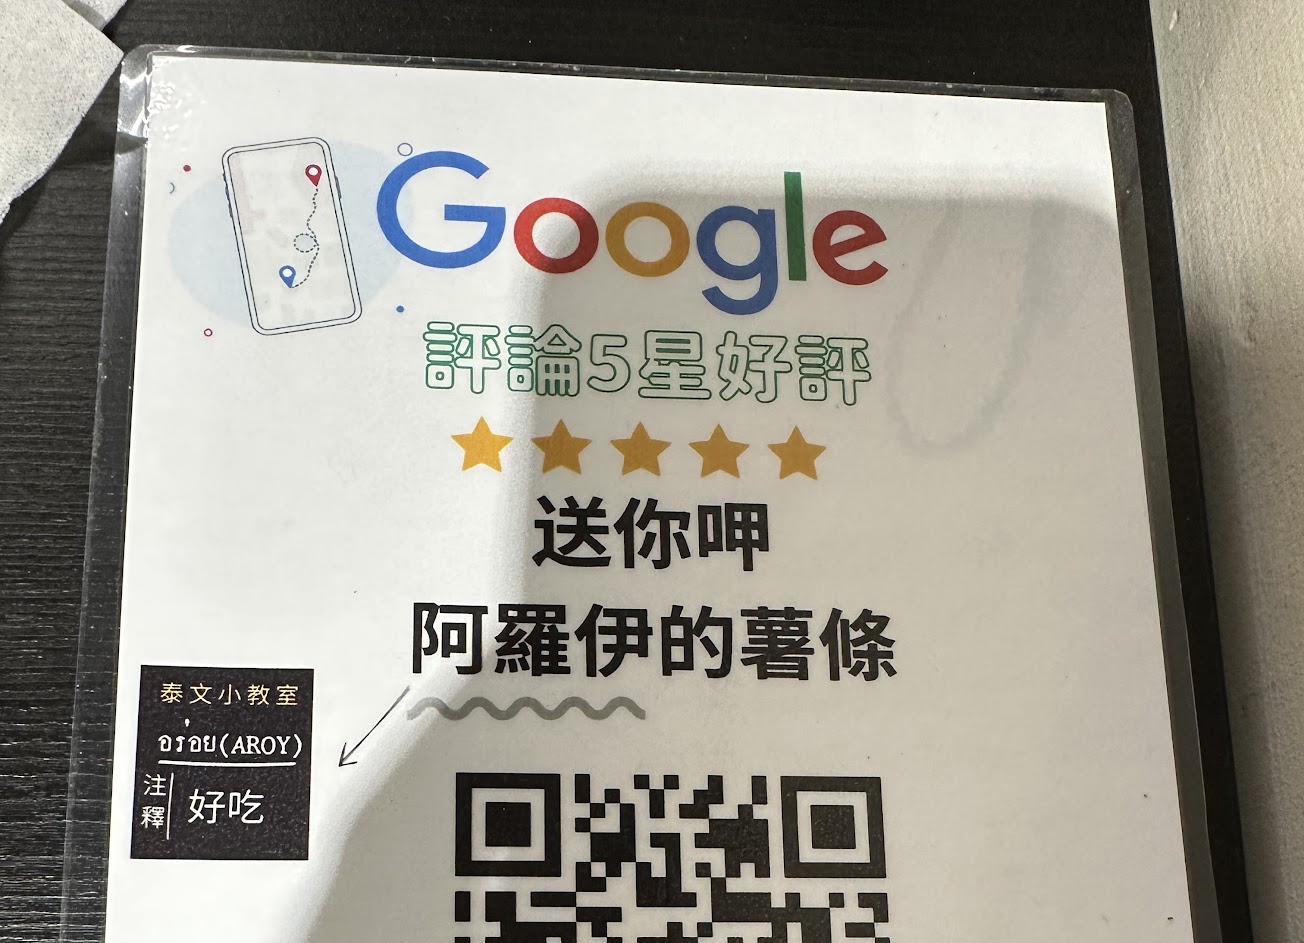 Google
評論5星好評
送你呷
阿羅伊的薯條
泰文小教室
อร่อย(AROY)
注釋
好吃